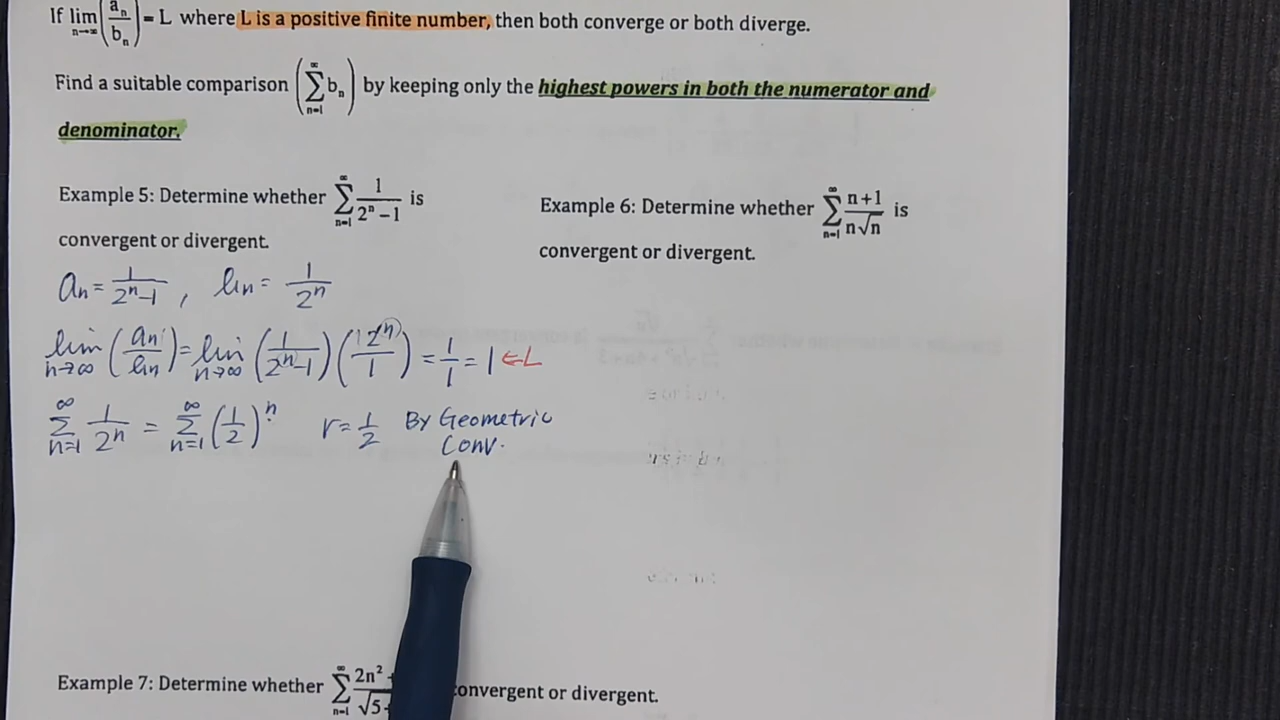 If lim n→∞ (aₙ/bₙ) = L where L is a positive finite number, then both converge or both diverge.
Find a suitable comparison (∞ Σ n=1 bₙ) by keeping only the highest powers in both the numerator and
denominator.
Example 5: Determine whether ∞ Σ n=1 1/(2ⁿ−1) is
convergent or divergent.
aₙ = 1/(2ⁿ−1), bₙ = 1/2ⁿ
lim n→∞ (aₙ/bₙ) = lim n→∞ (1/(2ⁿ−1)) (1 2ⁿ/1) = 1/1 = 1 ← L
∞ Σ n=1 1/2ⁿ = ∞ Σ n=1 (1/2)ⁿ r = 1/2 By Geometric
Conv.
Example 6: Determine whether ∞ Σ n=1 (n+1)/(n√n) is
convergent or divergent.
Example 7: Determine whether ∞ Σ n=1 2n² √5 convergent or divergent.